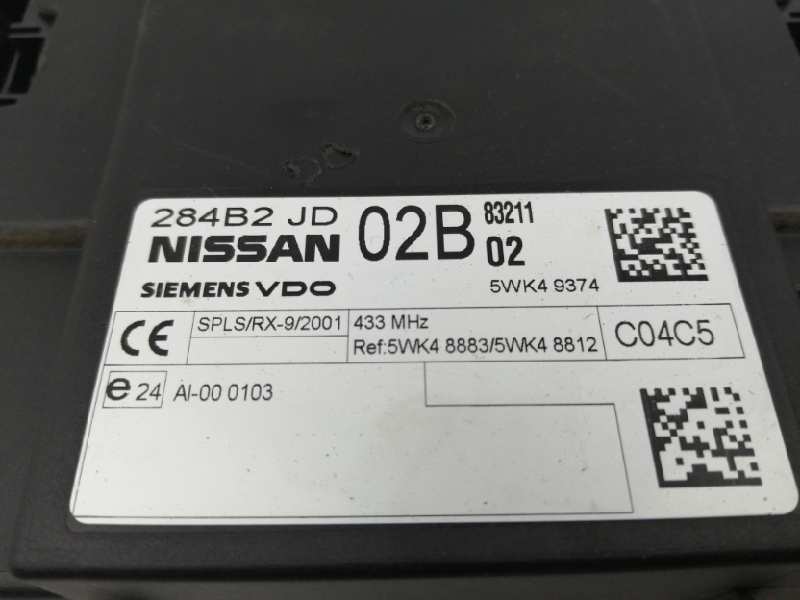 284B2 JD 02B 83211
NISSAN 02
SIEMENS VDO 5WK4 9374
CE SPLS/RX-9/2001 433 MHz C04C5
Ref:5WK4 8883/5WK4 8812
e 24 AI-00 0103